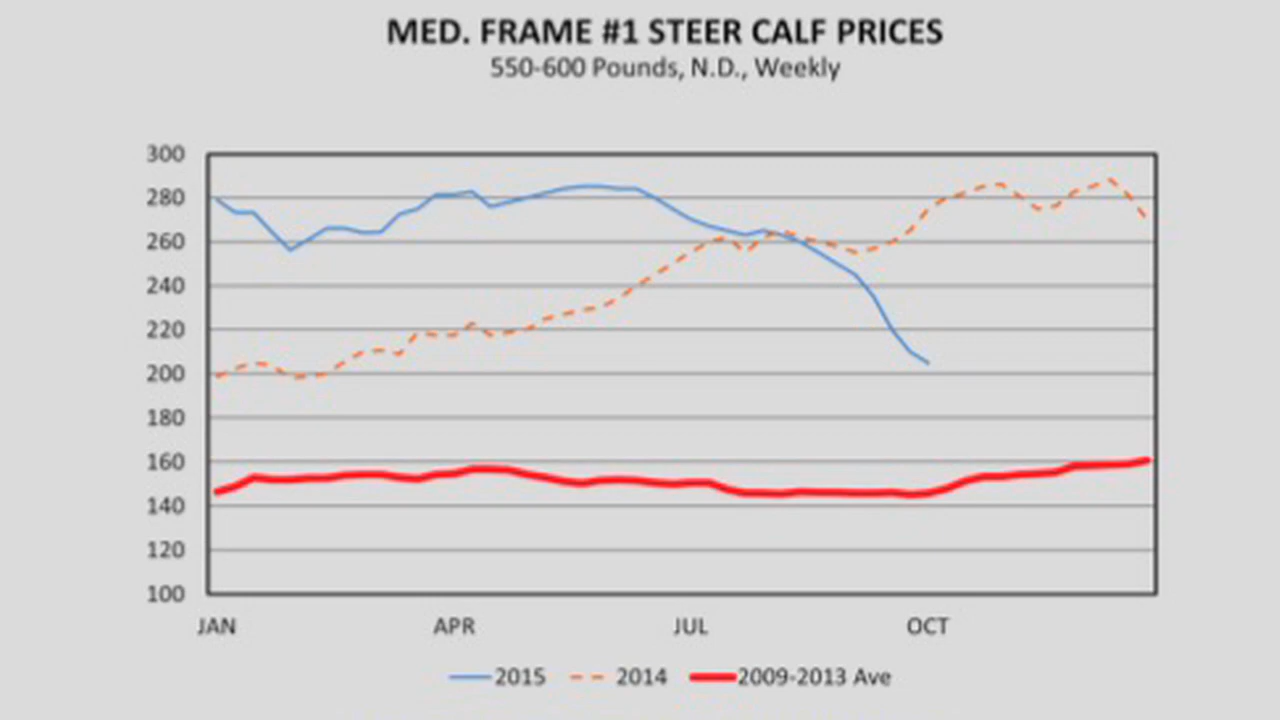 MED. FRAME #1 STEER CALF PRICES
550-600 Pounds, N.D., Weekly
300
280
260
240
220
200
180
160
140
120
100
JAN APR JUL OCT
2015 2014 2009-2013 Ave